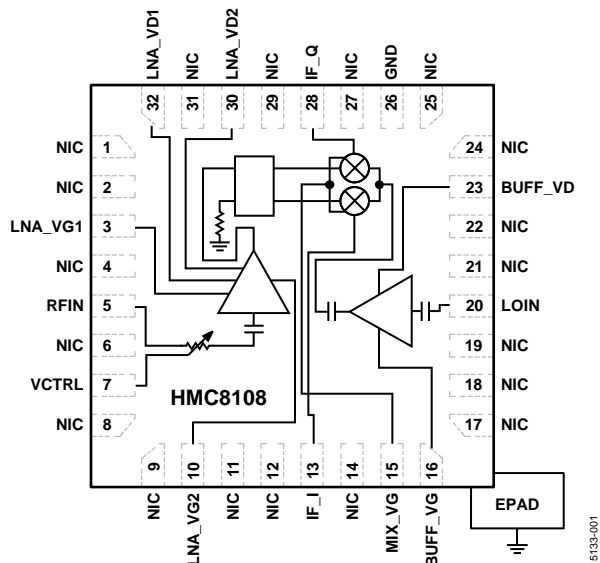 LNA_VD1
NIC
LNA_VD2
NIC
IF_Q
NIC
GND
NIC
32
31
30
29
28
27
26
25
NIC 1
NIC 2
LNA_VG1 3
NIC 4
RFIN 5
NIC 6
VCTRL 7
NIC 8
24 NIC
23 BUFF_VD
22 NIC
21 NIC
20 LOIN
19 NIC
18 NIC
17 NIC
HMC8108
9
10
11
12
13
14
15
16
NIC
LNA_VG2
NIC
NIC
IF_I
NIC
MIX_VG
BUFF_VG
EPAD
5133-001